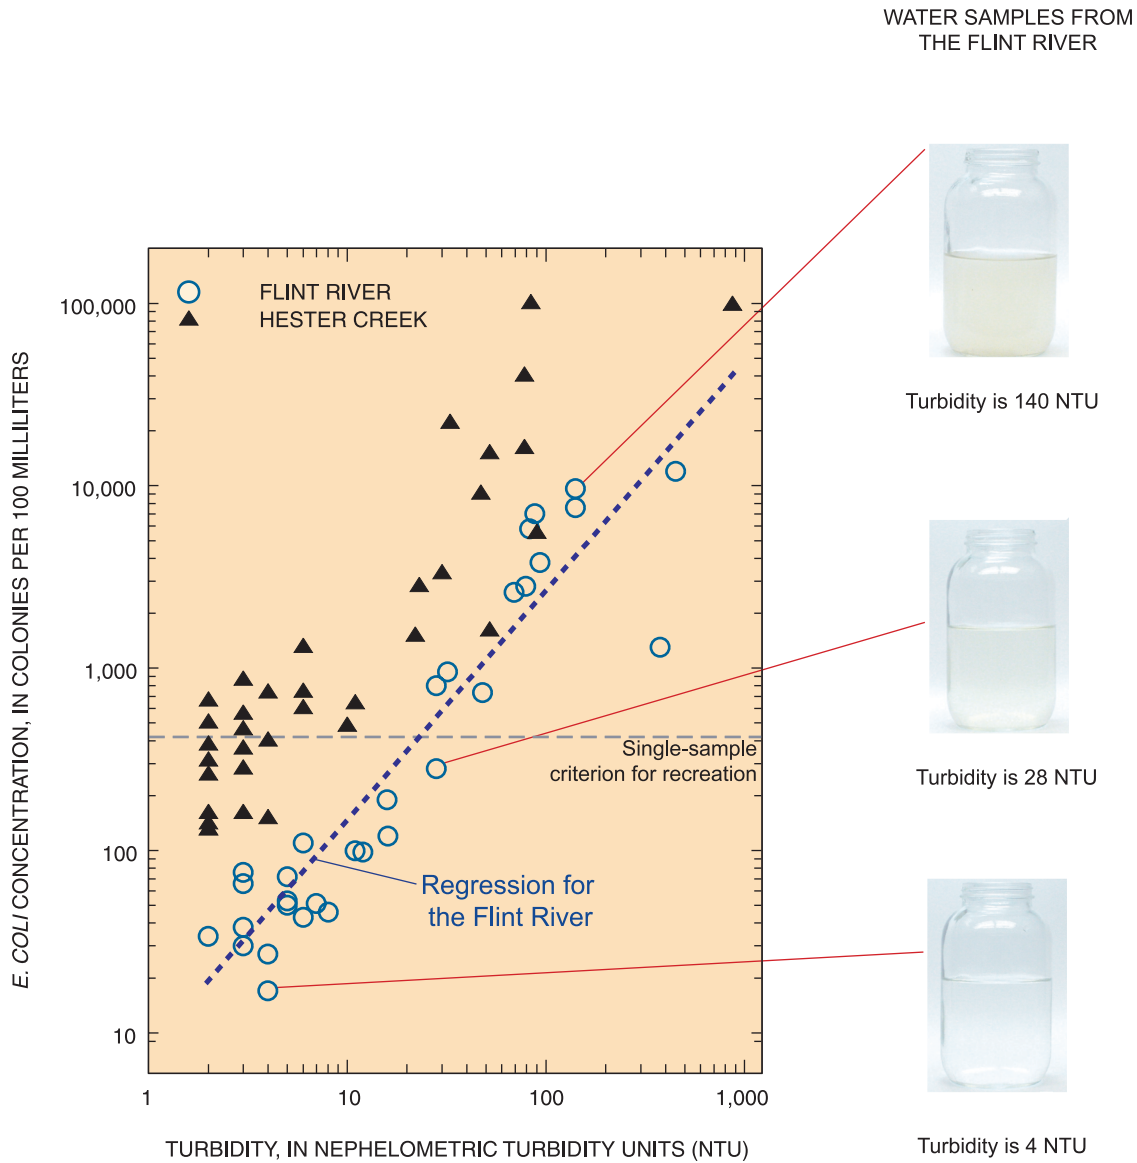 WATER SAMPLES FROM
THE FLINT RIVER
FLINT RIVER
HESTER CREEK
100,000
10,000
1,000
100
10
E. COLI CONCENTRATION, IN COLONIES PER 100 MILLILITERS
Single-sample
criterion for recreation
Regression for
the Flint River
1
10
100
1,000
TURBIDITY, IN NEPHELOMETRIC TURBIDITY UNITS (NTU)
Turbidity is 140 NTU
Turbidity is 28 NTU
Turbidity is 4 NTU